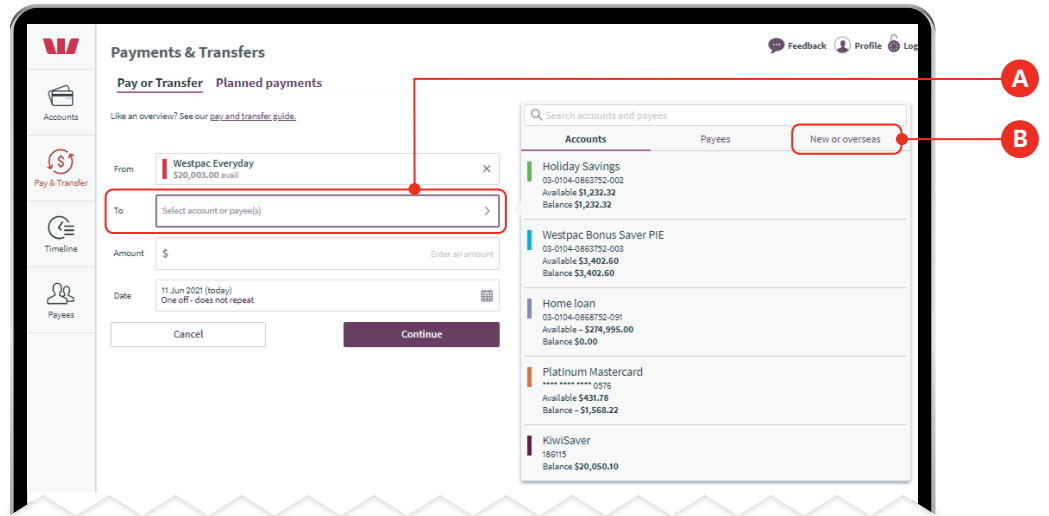 Payments & Transfers
Feedback
Profile
Log
Pay or Transfer
Planned payments
A
Accounts
Like an overview? See our pay and transfer guide.
Search accounts and payees
Accounts
Payees
New or overseas
B
From
Westpac Everyday
$20,003.00 avail
Pay & Transfer
To
Select account or payee(s)
Timeline
Amount
$
Enter an amount
Date
11 Jun 2021 (today)
One off - does not repeat
Payees
Cancel
Continue
Holiday Savings
03-0104-0863752-002
Available $1,232.32
Balance $1,232.32
Westpac Bonus Saver PIE
03-0104-0863752-003
Available $3,402.60
Balance $3,402.60
Home loan
03-0104-0868752-091
Available – $274,995.00
Balance $0.00
Platinum Mastercard
**** **** **** 0576
Available $431.78
Balance – $1,568.22
KiwiSaver
186115
Balance $20,050.10